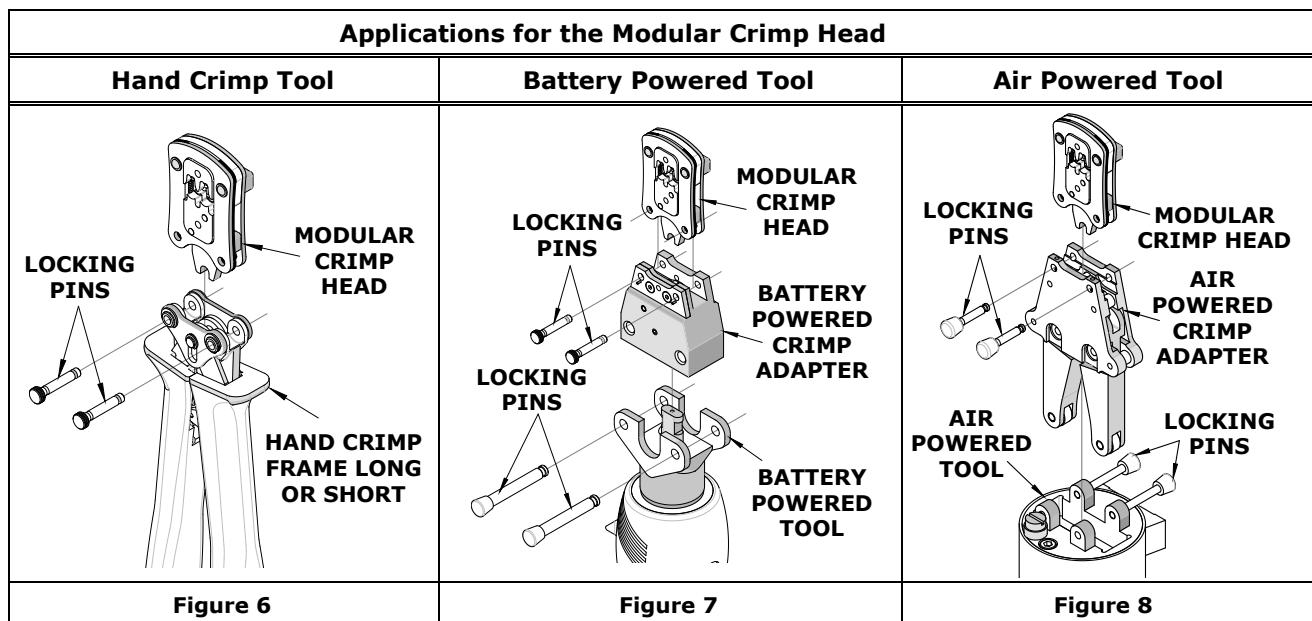 Applications for the Modular Crimp Head
Hand Crimp Tool
Battery Powered Tool
Air Powered Tool
MODULAR
CRIMP
HEAD
LOCKING
PINS
HAND CRIMP
FRAME LONG
OR SHORT
MODULAR
CRIMP
HEAD
LOCKING
PINS
BATTERY
POWERED
CRIMP
ADAPTER
LOCKING
PINS
BATTERY
POWERED
TOOL
LOCKING
PINS
MODULAR
CRIMP HEAD
AIR
POWERED
CRIMP
ADAPTER
AIR
POWERED
TOOL
LOCKING
PINS
Figure 6
Figure 7
Figure 8